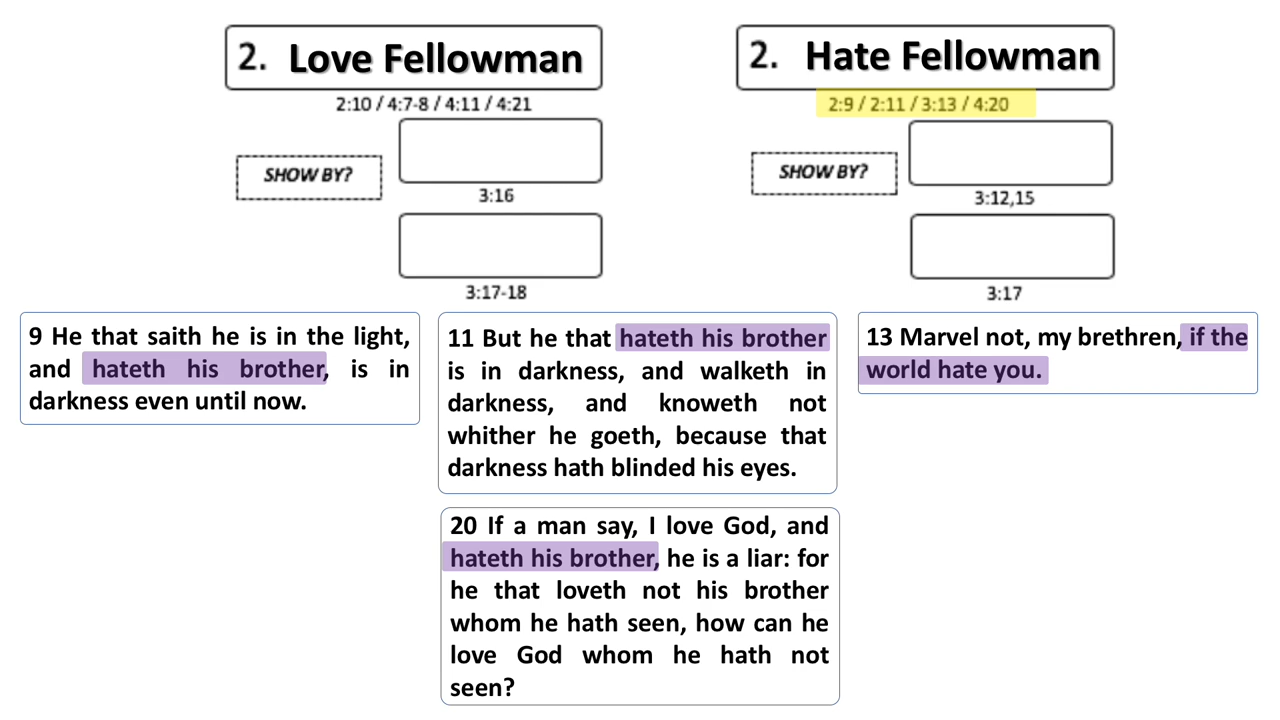 2. Love Fellowman
2:10 / 4:7-8 / 4:11 / 4:21
SHOW BY?
3:16
3:17-18
2. Hate Fellowman
2:9 / 2:11 / 3:13 / 4:20
SHOW BY?
3:12,15
3:17
9 He that saith he is in the light,
and hateth his brother, is in
darkness even until now.
11 But he that hateth his brother
is in darkness, and walketh in
darkness, and knoweth not
whither he goeth, because that
darkness hath blinded his eyes.
13 Marvel not, my brethren, if the
world hate you.
20 If a man say, I love God, and
hateth his brother, he is a liar: for
he that loveth not his brother
whom he hath seen, how can he
love God whom he hath not
seen?